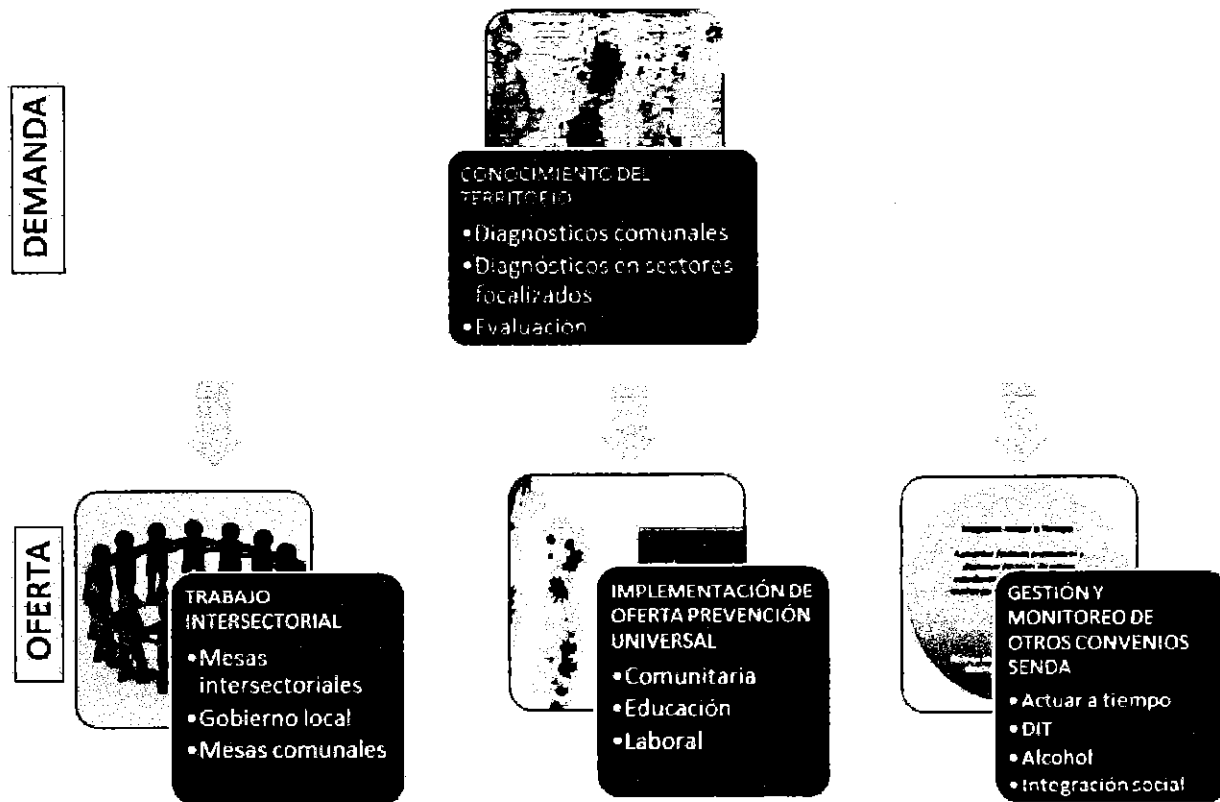 DEMANDA
CONOCIMIENTO DEL
TERRITORIO
•Diagnosticos comunales
•Diagnósticos en sectores
focalizados
•Evaluación
OFERTA
TRABAJO
INTERSECTORIAL
•Mesas
intersectoriales
•Gobierno local
•Mesas comunales
IMPLEMENTACIÓN DE
OFERTA PREVENCIÓN
UNIVERSAL
•Comunitaria
•Educación
•Laboral
GESTIÓN Y
MONITOREO DE
OTROS CONVENIOS
SENDA
•Actuar a tiempo
•DIT
•Alcohol
•Integración social